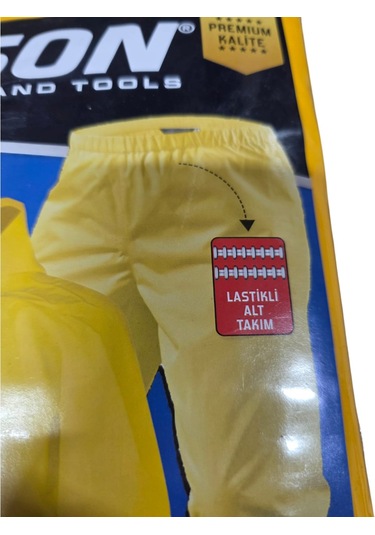 SON®
AND TOOLS
PREMIUM
KALİTE
LASTİKLİ
ALT
TAKIM